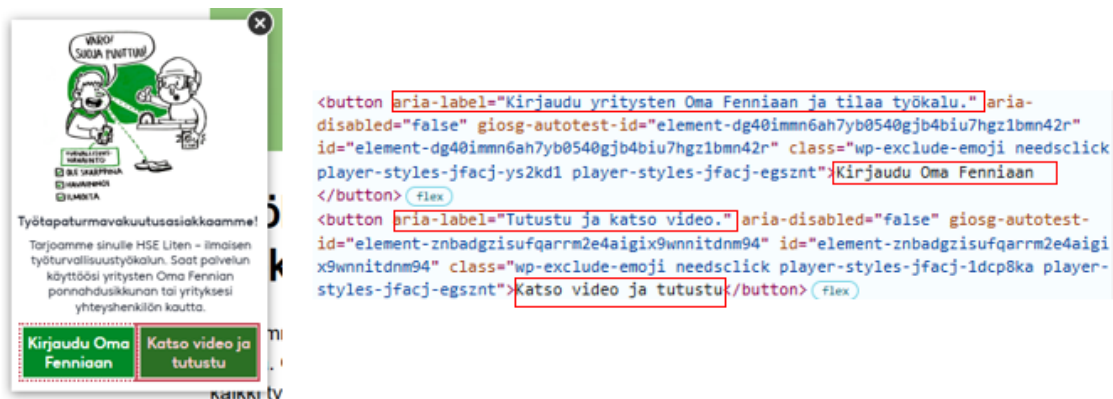 VARO!
SUOJA PUUTTUU!
TURVALLISUUS-
HAVAINTO
OLE SKARPPINA
HAVAINNOI
ILMOITA
Työtapaturmavakuutusasiakkaamme!
Tarjoamme sinulle HSE Liten – ilmaisen
työturvallisuustyökalun. Saat palvelun
käyttöösi yritysten Oma Fennian
ponnahdusikkunan tai yrityksesi
yhteyshenkilön kautta.
Kirjaudu Oma
Fenniaan
Katso video ja
tutustu
<button aria-label="Kirjaudu yritysten Oma Fenniaan ja tilaa työkalu." aria-
disabled="false" giosg-autotest-id="element-dg40immn6ah7yb0540gjb4biu7hgz1bmn42r"
id="element-dg40immn6ah7yb0540gjb4biu7hgz1bmn42r" class="wp-exclude-emoji needsclick
player-styles-jfacj-ys2kd1 player-styles-jfacj-egsznt">Kirjaudu Oma Fenniaan
</button> flex
<button aria-label="Tutustu ja katso video." aria-disabled="false" giosg-autotest-
id="element-znbadgzisufqarrm2e4aigix9wnnitdnm94" id="element-znbadgzisufqarrm2e4aigi
x9wnnitdnm94" class="wp-exclude-emoji needsclick player-styles-jfacj-1dcp8ka player-
styles-jfacj-egsznt">Katso video ja tutustu</button> flex